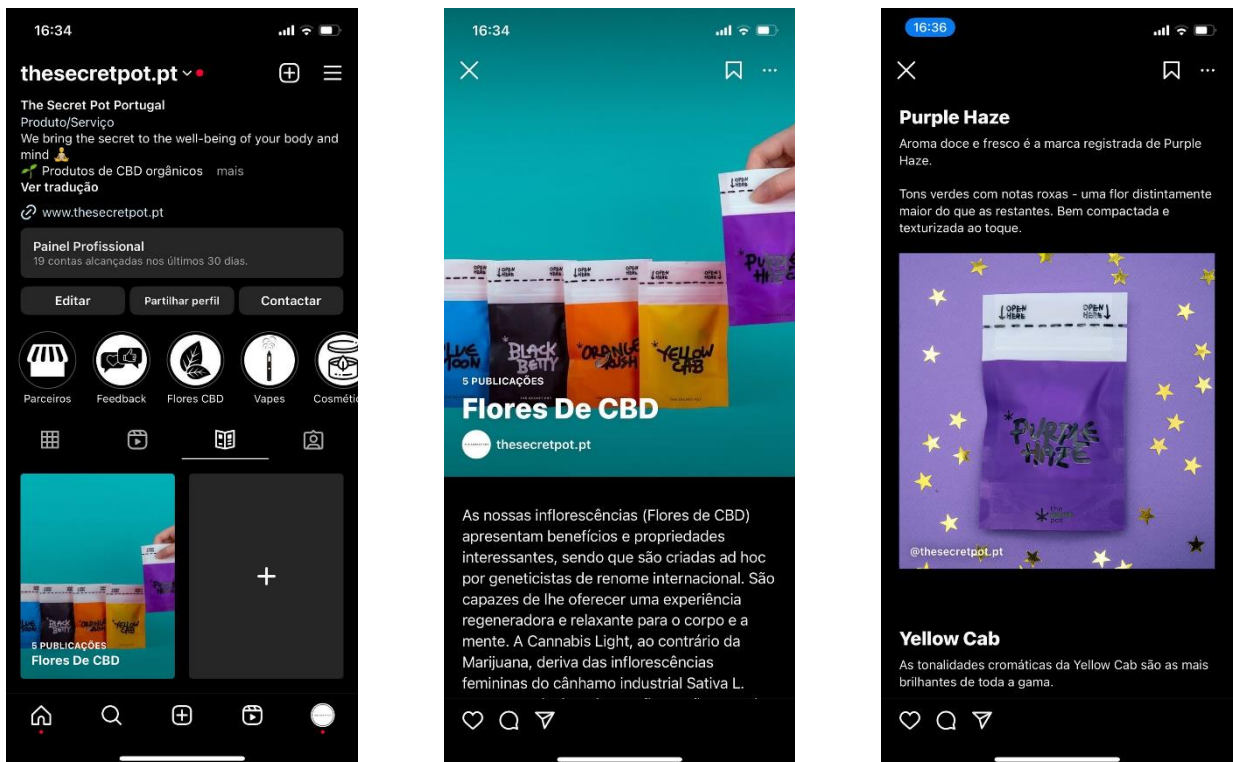 16:34
thesecretpot.pt
The Secret Pot Portugal
Produto/Serviço
We bring the secret to the well-being of your body and
mind
Produtos de CBD orgânicos mais
Ver tradução
www.thesecretpot.pt
Painel Profissional
19 contas alcançadas nos últimos 30 dias.
Editar Partilhar perfil Contactar
Parceiros Feedback Flores CBD Vapes Cosmétic
5 PUBLICAÇÕES
Flores De CBD
16:34
OPEN HERE
PURPLE
HAZE
BLACK
BETTY
ORANGE
KUSH
YELLOW
CAB
5 PUBLICAÇÕES
Flores De CBD
thesecretpot.pt
As nossas inflorescências (Flores de CBD)
apresentam benefícios e propriedades
interessantes, sendo que são criadas ad hoc
por geneticistas de renome internacional. São
capazes de lhe oferecer uma experiência
regeneradora e relaxante para o corpo e a
mente. A Cannabis Light, ao contrário da
Marijuana, deriva das inflorescências
femininas do cânhamo industrial Sativa L.
16:36
Purple Haze
Aroma doce e fresco é a marca registrada de Purple
Haze.
Tons verdes com notas roxas - uma flor distintamente
maior do que as restantes. Bem compactada e
texturizada ao toque.
OPEN HERE OPEN HERE
PURPLE
HAZE
the
secret
pot
@thesecretpot.pt
Yellow Cab
As tonalidades cromáticas da Yellow Cab são as mais
brilhantes de toda a gama.